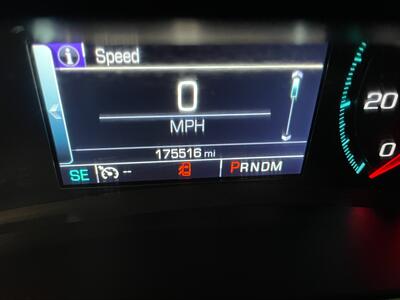 i Speed
0
MPH
20
175516 mi
0
SE -- PRNDM